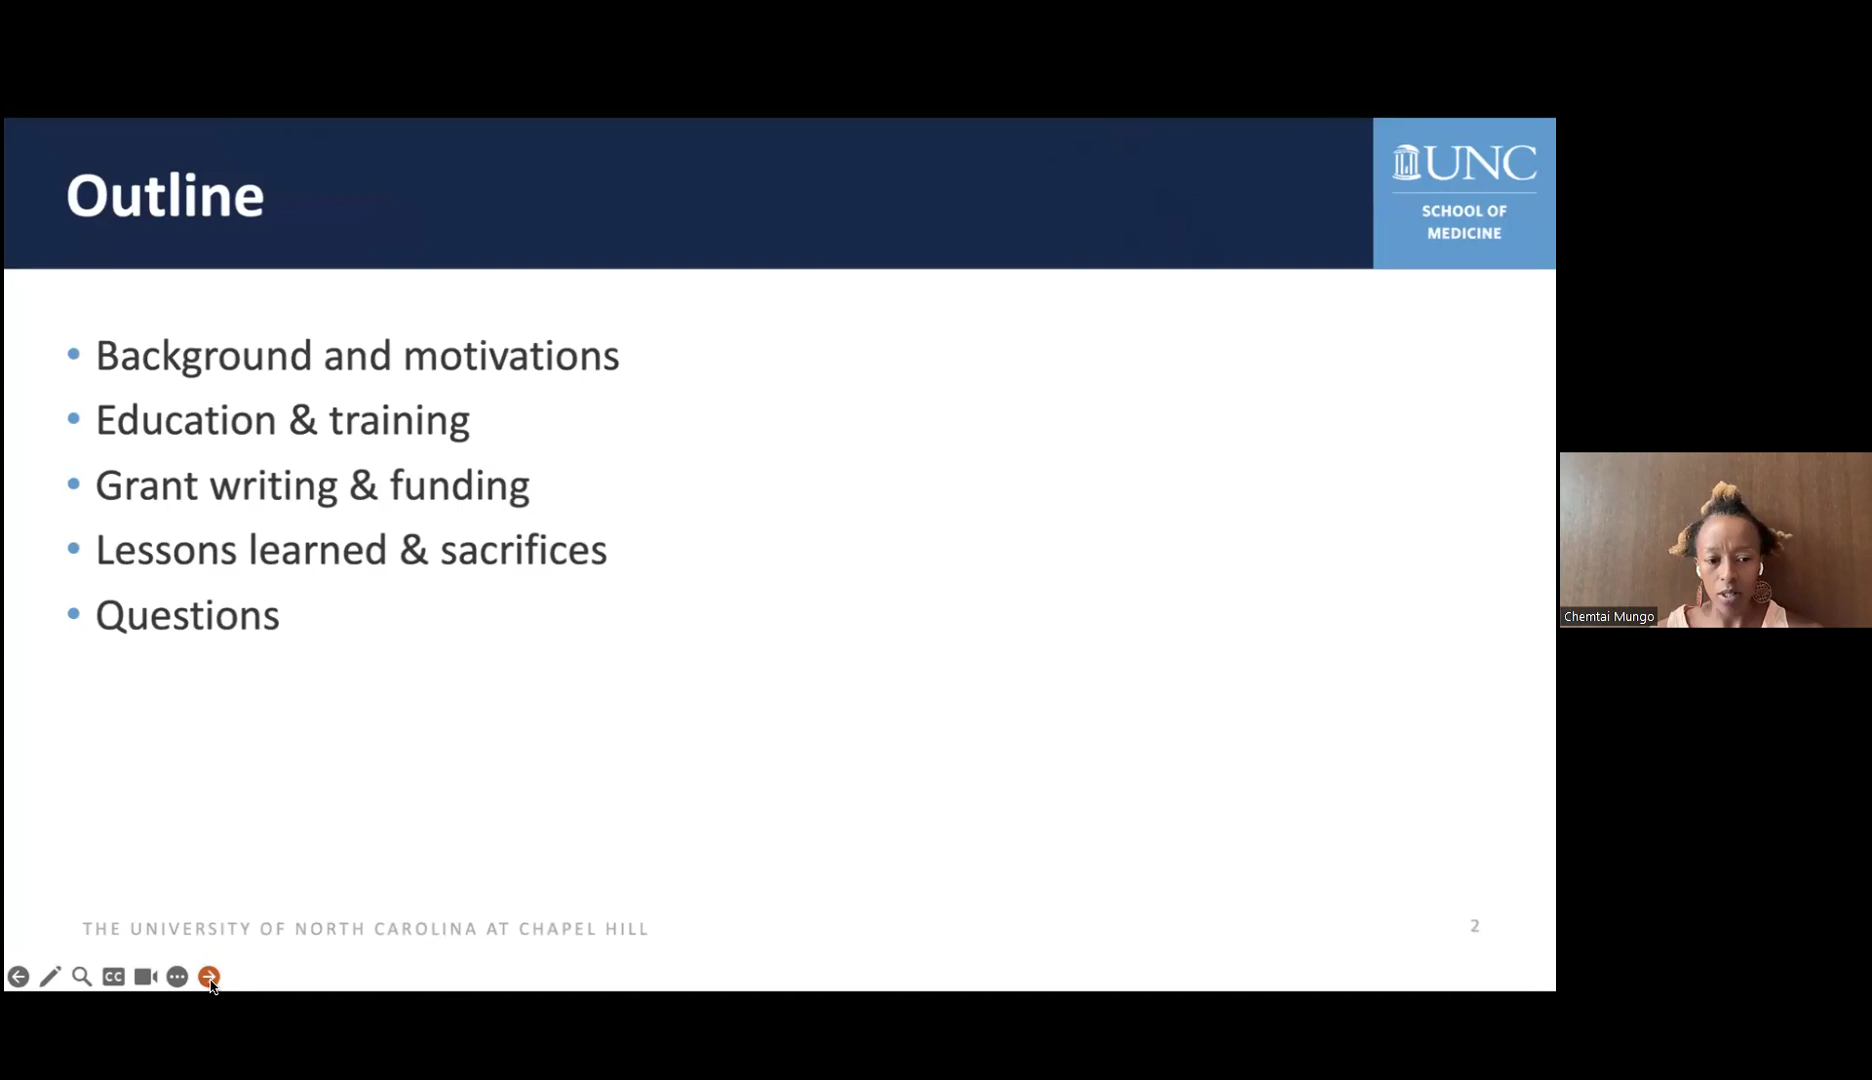 Outline
UNC
SCHOOL OF
MEDICINE
• Background and motivations
• Education & training
• Grant writing & funding
• Lessons learned & sacrifices
• Questions
Chemtai Mungo
THE UNIVERSITY OF NORTH CAROLINA AT CHAPEL HILL
2
CC